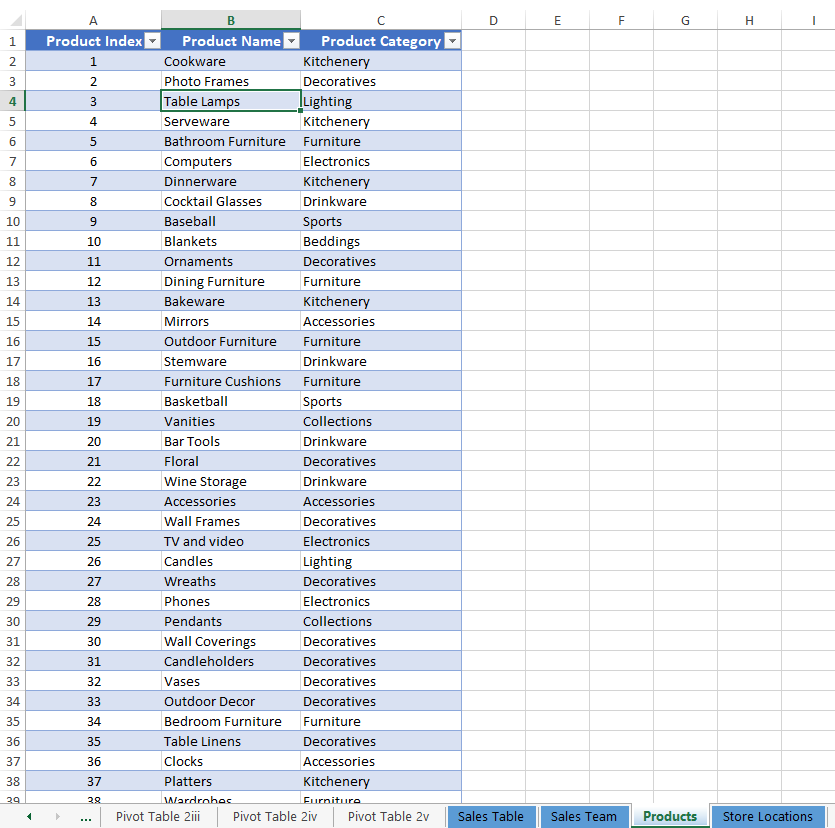 A B C D E F G H I
1 Product Index Product Name Product Category
2 1 Cookware Kitchenery
3 2 Photo Frames Decoratives
4 3 Table Lamps Lighting
5 4 Serveware Kitchenery
6 5 Bathroom Furniture Furniture
7 6 Computers Electronics
8 7 Dinnerware Kitchenery
9 8 Cocktail Glasses Drinkware
10 9 Baseball Sports
11 10 Blankets Beddings
12 11 Ornaments Decoratives
13 12 Dining Furniture Furniture
14 13 Bakeware Kitchenery
15 14 Mirrors Accessories
16 15 Outdoor Furniture Furniture
17 16 Stemware Drinkware
18 17 Furniture Cushions Furniture
19 18 Basketball Sports
20 19 Vanities Collections
21 20 Bar Tools Drinkware
22 21 Floral Decoratives
23 22 Wine Storage Drinkware
24 23 Accessories Accessories
25 24 Wall Frames Decoratives
26 25 TV and video Electronics
27 26 Candles Lighting
28 27 Wreaths Decoratives
29 28 Phones Electronics
30 29 Pendants Collections
31 30 Wall Coverings Decoratives
32 31 Candleholders Decoratives
33 32 Vases Decoratives
34 33 Outdoor Decor Decoratives
35 34 Bedroom Furniture Furniture
36 35 Table Linens Decoratives
37 36 Clocks Accessories
38 37 Platters Kitchenery
39 38 Wardrobes Furniture
... Pivot Table 2iii Pivot Table 2iv Pivot Table 2v Sales Table Sales Team Products Store Locations